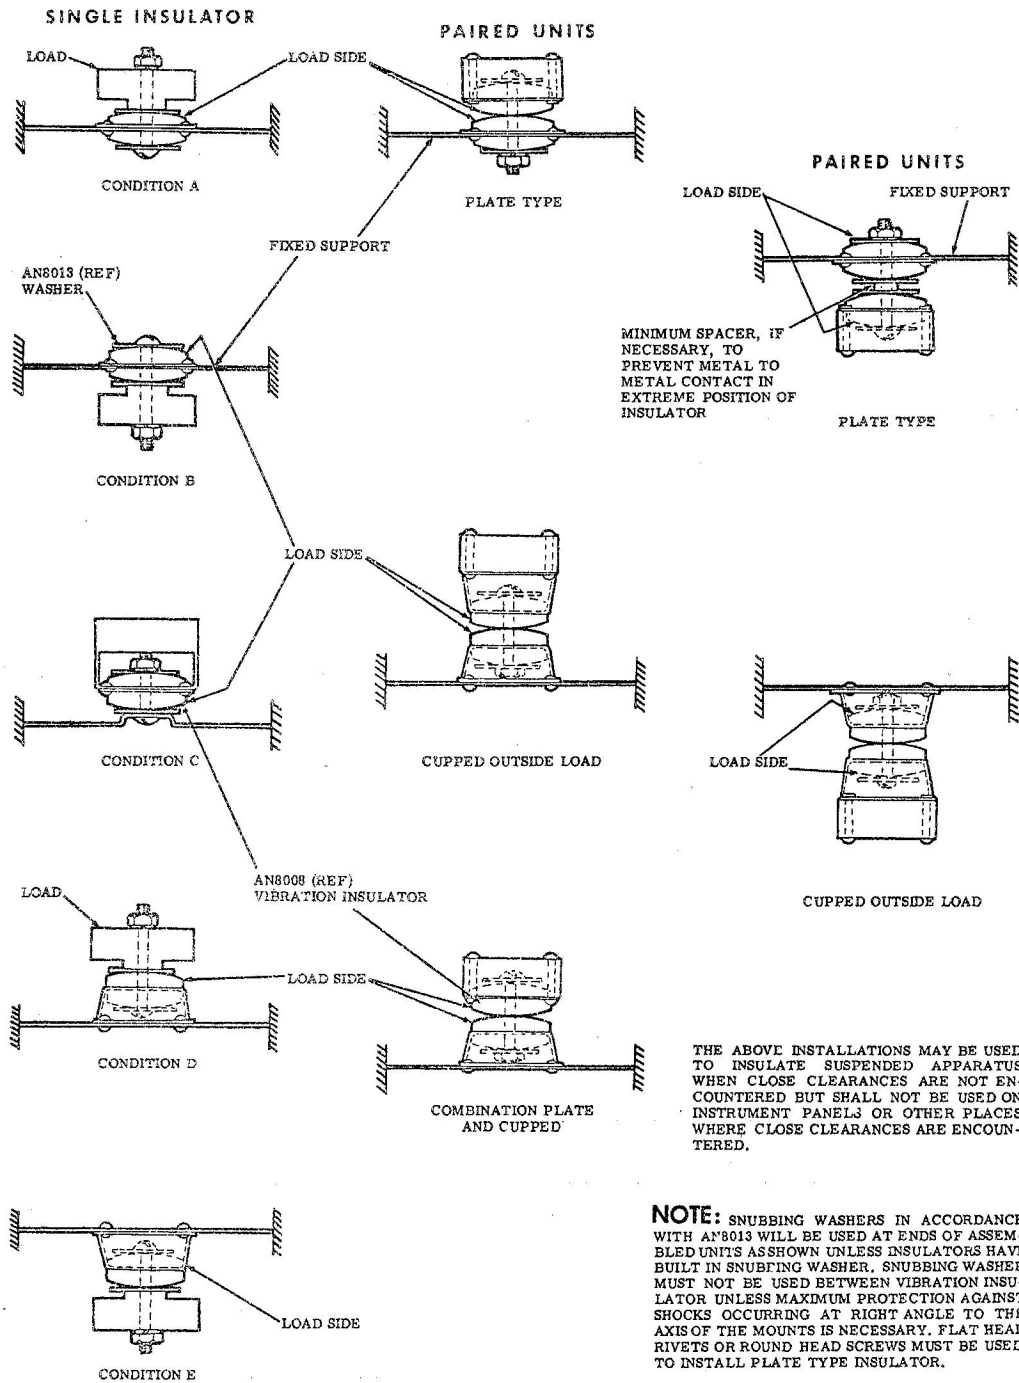 SINGLE INSULATOR
PAIRED UNITS
LOAD
LOAD SIDE
CONDITION A
PLATE TYPE
PAIRED UNITS
LOAD SIDE
FIXED SUPPORT
FIXED SUPPORT
AN8013 (REF)
WASHER
MINIMUM SPACER, IF
NECESSARY, TO
PREVENT METAL TO
METAL CONTACT IN
EXTREME POSITION OF
INSULATOR
PLATE TYPE
CONDITION B
LOAD SIDE
CONDITION C
CUPPED OUTSIDE LOAD
LOAD SIDE
AN8008 (REF)
VIBRATION INSULATOR
LOAD
CUPPED OUTSIDE LOAD
LOAD SIDE
CONDITION D
COMBINATION PLATE
AND CUPPED
THE ABOVE INSTALLATIONS MAY BE USED
TO INSULATE SUSPENDED APPARATUS
WHEN CLOSE CLEARANCES ARE NOT EN-
COUNTERED BUT SHALL NOT BE USED ON
INSTRUMENT PANELS OR OTHER PLACES
WHERE CLOSE CLEARANCES ARE ENCOUN-
TERED.
NOTE: SNUBBING WASHERS IN ACCORDANCE
WITH AN8013 WILL BE USED AT ENDS OF ASSEM-
BLED UNITS AS SHOWN UNLESS INSULATORS HAVE
BUILT IN SNUBBING WASHER. SNUBBING WASHER
MUST NOT BE USED BETWEEN VIBRATION INSU-
LATOR UNLESS MAXIMUM PROTECTION AGAINST
SHOCKS OCCURRING AT RIGHT ANGLE TO THE
AXIS OF THE MOUNTS IS NECESSARY. FLAT HEAD
RIVETS OR ROUND HEAD SCREWS MUST BE USED
TO INSTALL PLATE TYPE INSULATOR.
LOAD SIDE
CONDITION E